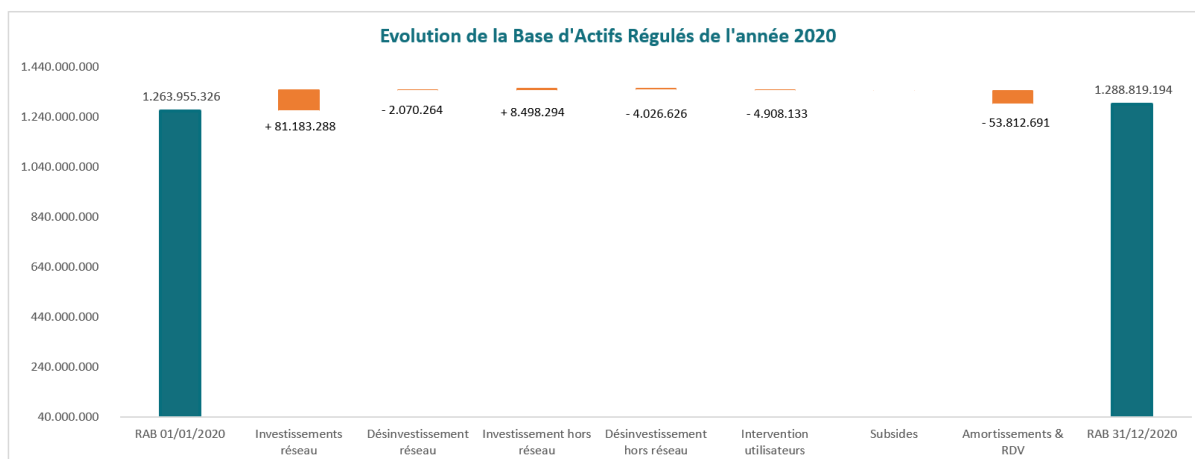 Evolution de la Base d'Actifs Régulés de l'année 2020
1.440.000.000
1.240.000.000
1.040.000.000
840.000.000
640.000.000
440.000.000
240.000.000
40.000.000
1.263.955.326
+ 81.183.288
- 2.070.264
+ 8.498.294
- 4.026.626
- 4.908.133
- 53.812.691
1.288.819.194
RAB 01/01/2020
Investissements
réseau
Désinvestissement
réseau
Investissement hors
réseau
Désinvestissement
hors réseau
Intervention
utilisateurs
Subsides
Amortissements &
RDV
RAB 31/12/2020